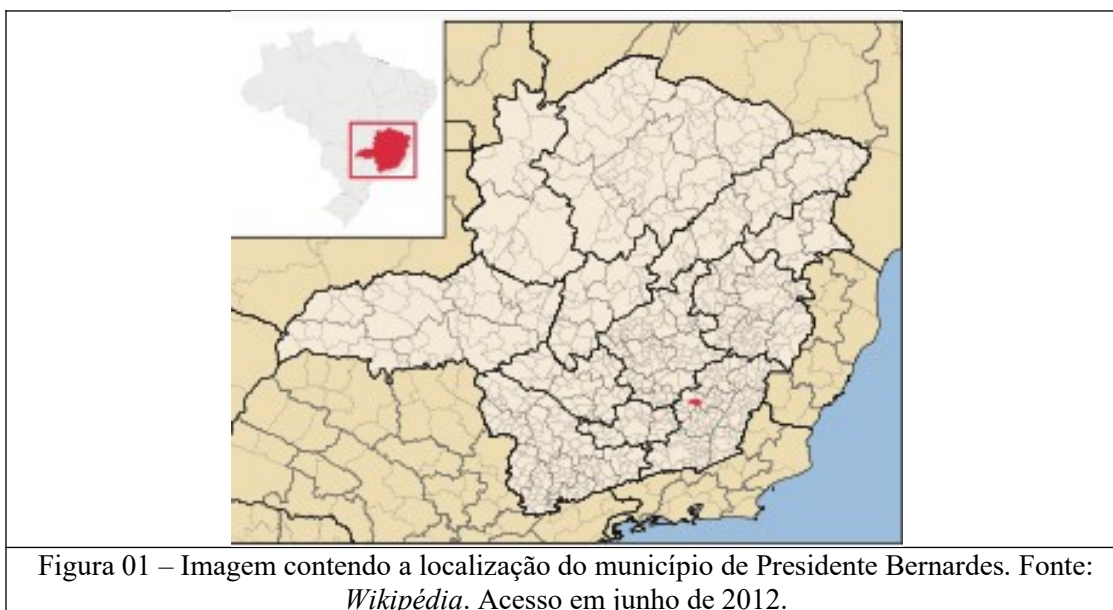 Figura 01 – Imagem contendo a localização do município de Presidente Bernardes. Fonte:
Wikipédia. Acesso em junho de 2012.